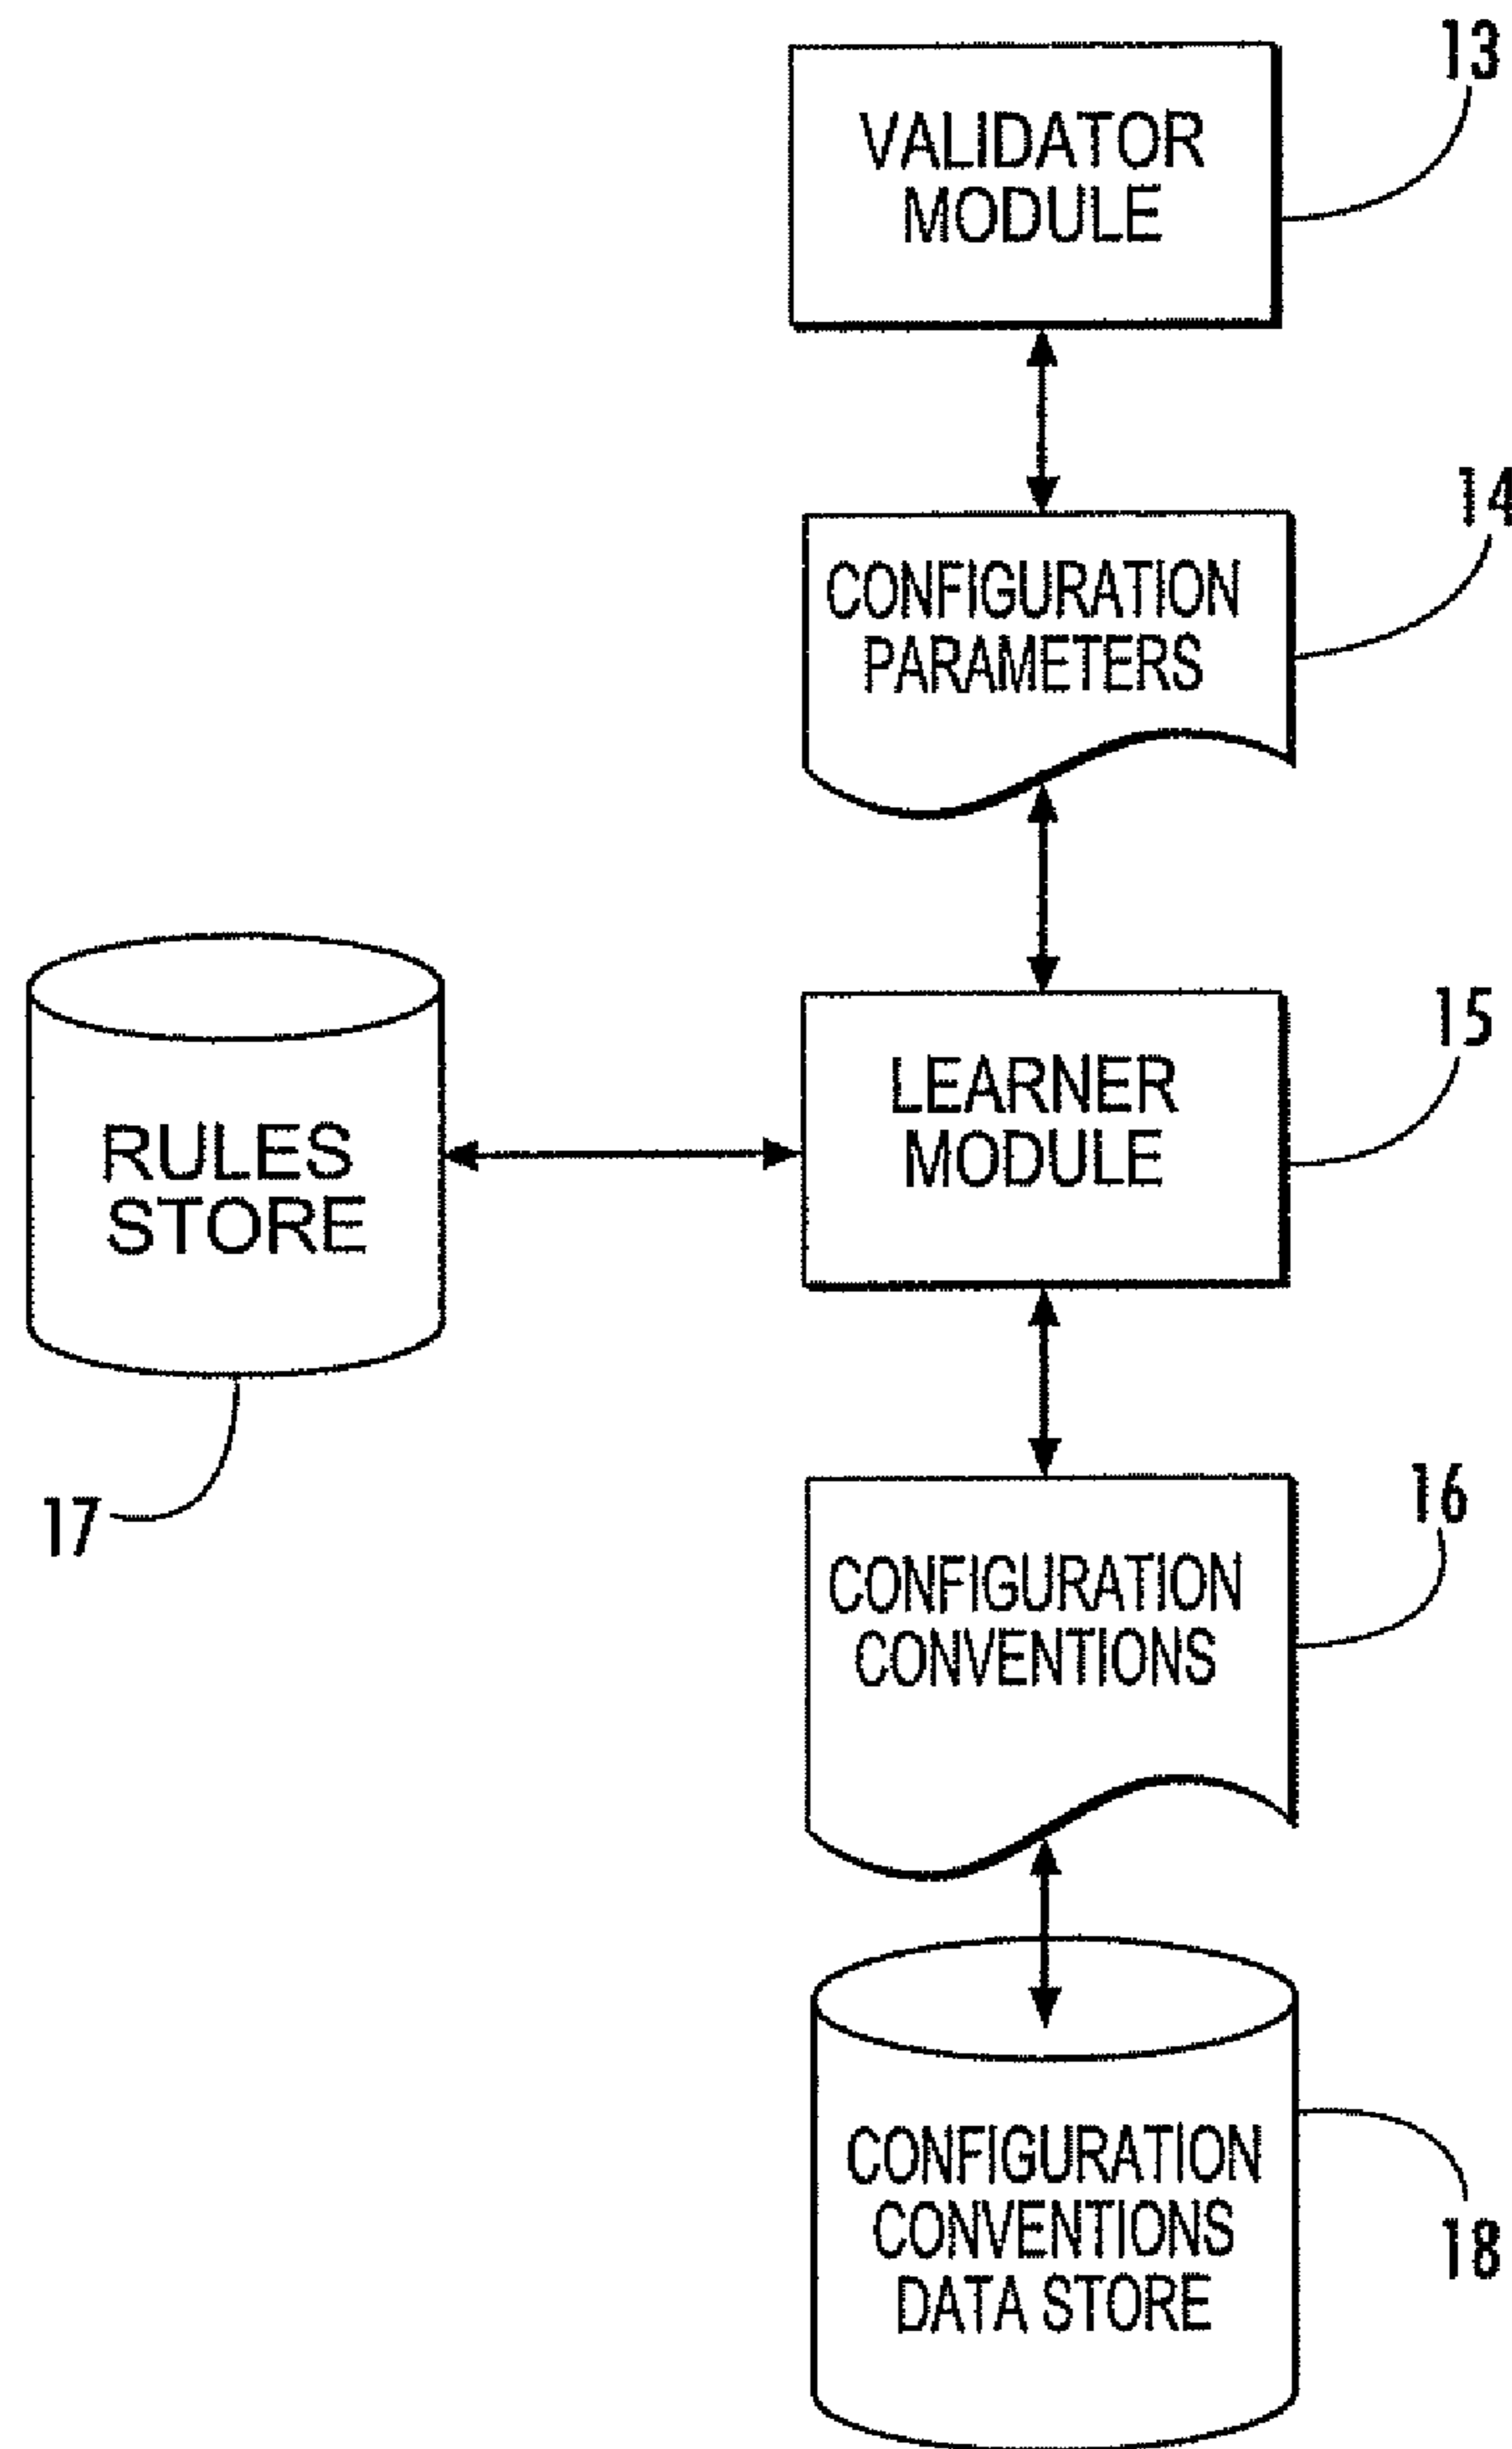 13
VALIDATOR
MODULE
14
CONFIGURATION
PARAMETERS
15
LEARNER
MODULE
RULES
STORE
17
16
CONFIGURATION
CONVENTIONS
CONFIGURATION
CONVENTIONS
DATA STORE
18